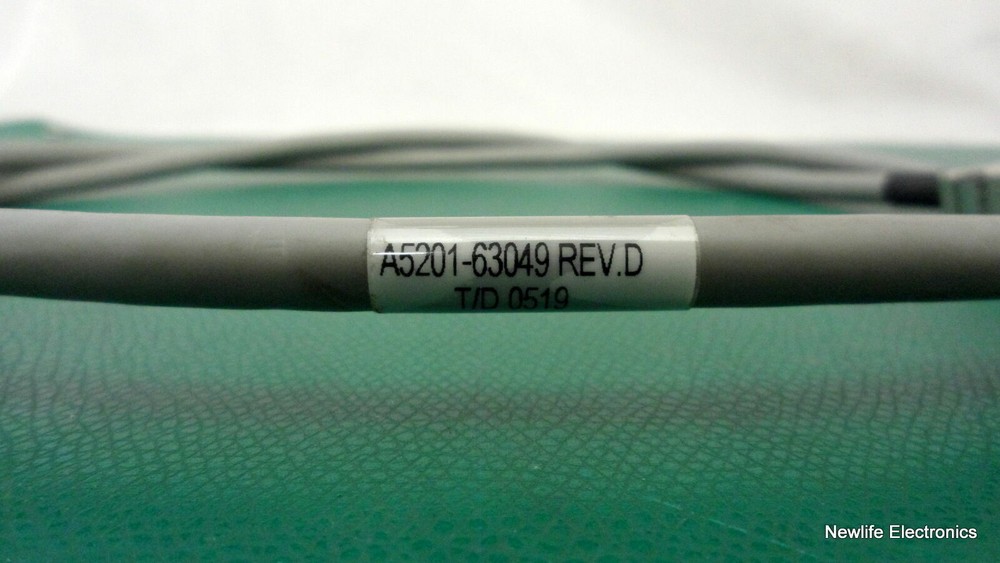 A5201-63049 REV.D
T/D 0519
Newlife Electronics